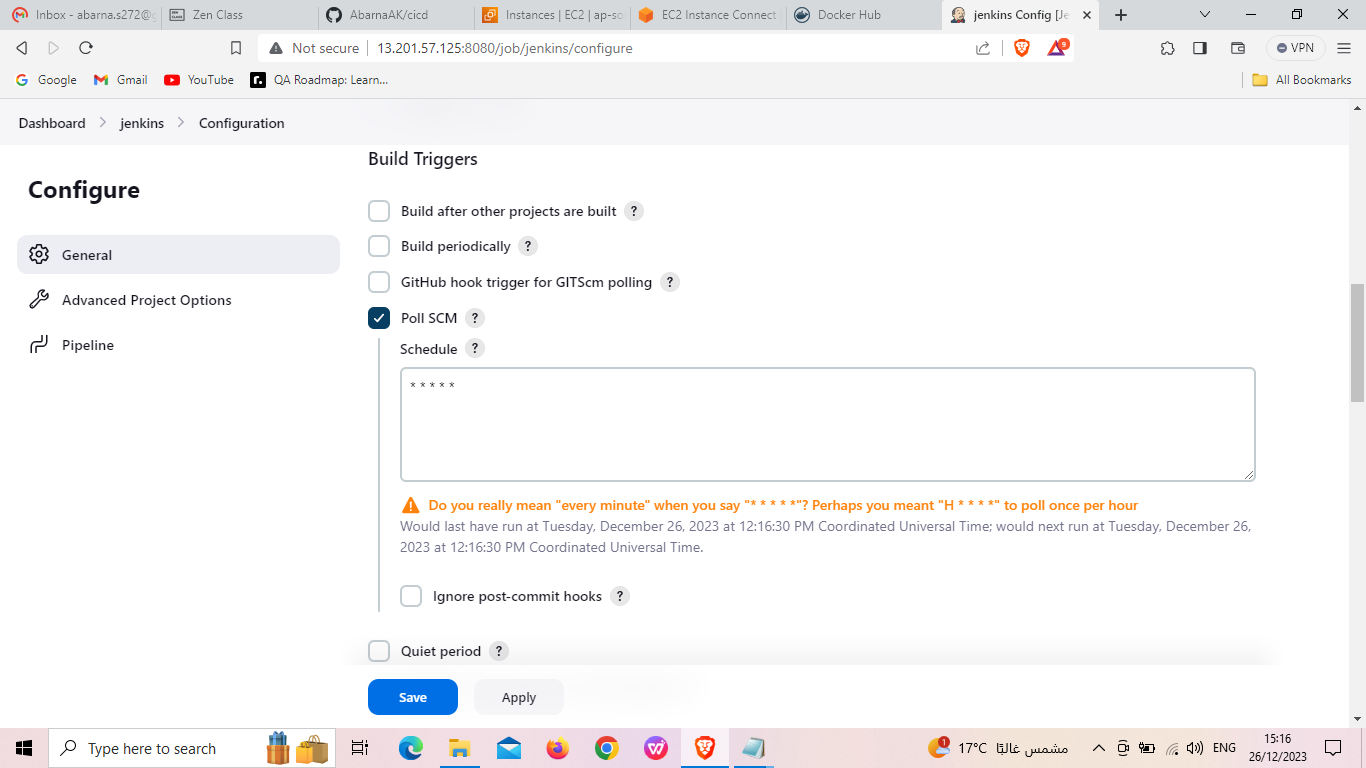 Inbox - abarna.s272@g
Zen Class
AbarnaAK/cicd
Instances | EC2 | ap-so
EC2 Instance Connect
Docker Hub
jenkins Config [Je
Not secure
13.201.57.125:8080/job/jenkins/configure
9
VPN
Google
Gmail
YouTube
r.
QA Roadmap: Learn...
All Bookmarks
Dashboard
jenkins
Configuration
Configure
General
Advanced Project Options
Pipeline
Build Triggers
Build after other projects are built ?
Build periodically ?
GitHub hook trigger for GITScm polling ?
Poll SCM ?
Schedule ?
* * * * *
Do you really mean "every minute" when you say "* * * * *"? Perhaps you meant "H * * * *" to poll once per hour
Would last have run at Tuesday, December 26, 2023 at 12:16:30 PM Coordinated Universal Time; would next run at Tuesday, December 26,
2023 at 12:16:30 PM Coordinated Universal Time.
Ignore post-commit hooks ?
Quiet period ?
Save
Apply
Type here to search
1
17°C مشمس غالبًا
ENG
15:16
26/12/2023